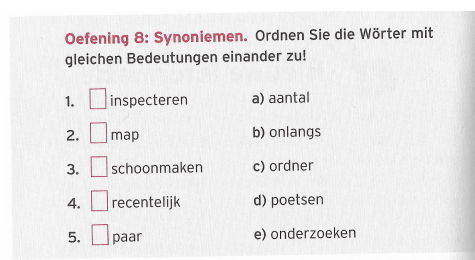 Oefening 8: Synoniemen. Ordnen Sie die Wörter mit
gleichen Bedeutungen einander zu!
1. inspecteren a) aantal
2. map b) onlangs
3. schoonmaken c) ordner
4. recentelijk d) poetsen
5. paar e) onderzoeken